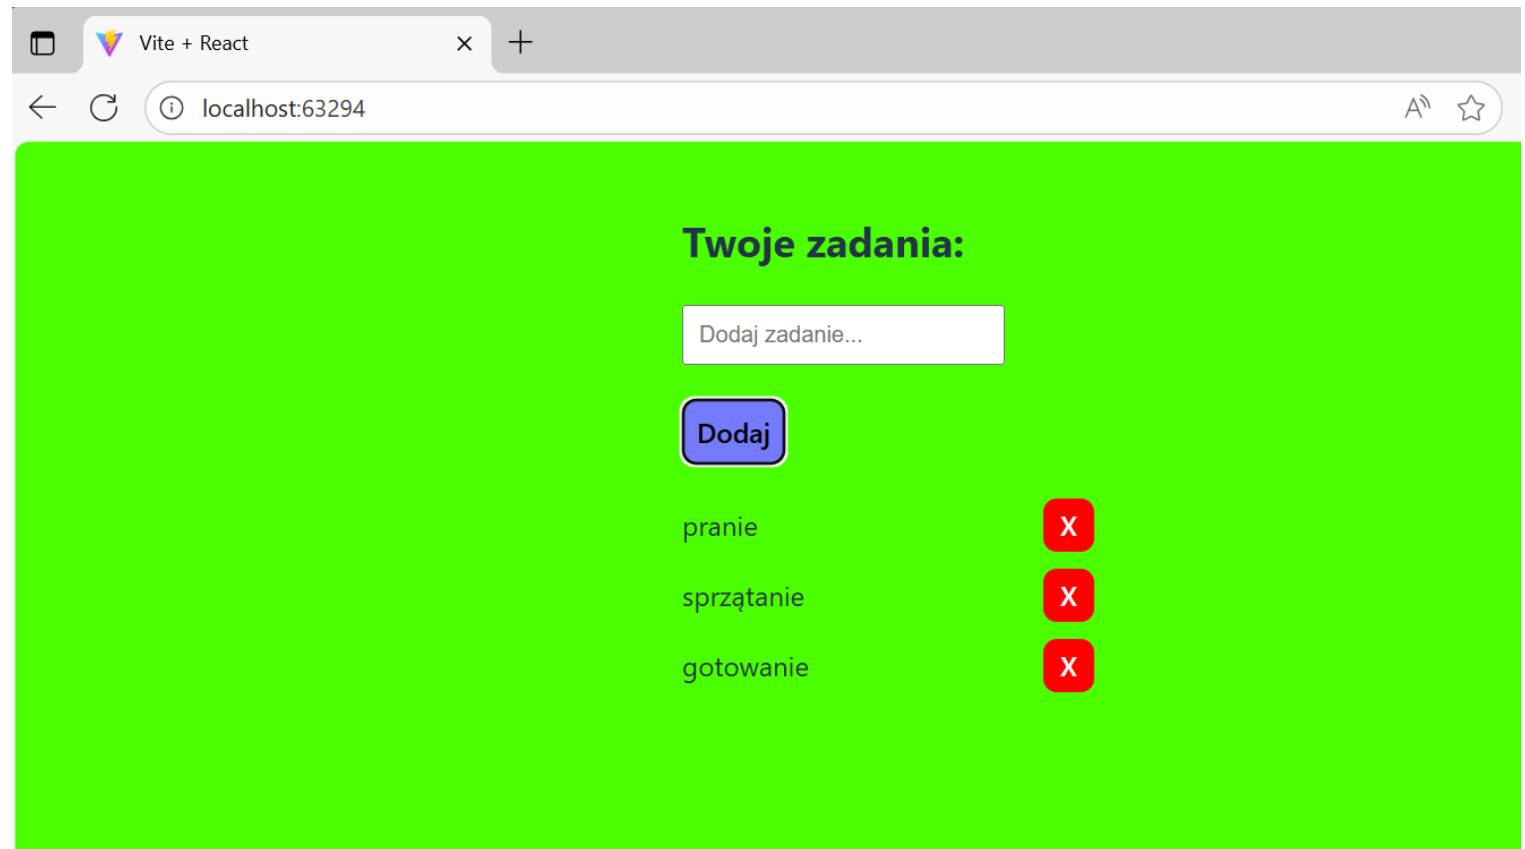 Vite + React
localhost:63294
Twoje zadania:
Dodaj zadanie...
Dodaj
pranie X
sprzątanie X
gotowanie X